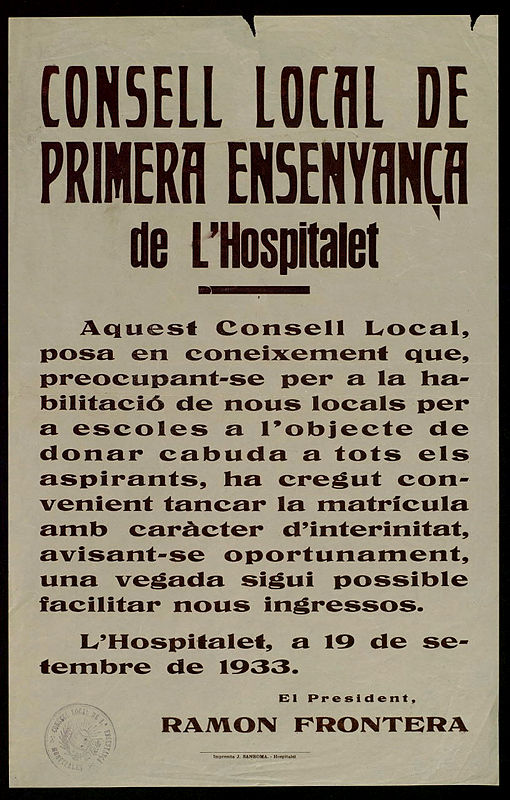 CONSELL LOCAL DE
PRIMERA ENSENYANÇA
de L'Hospitalet
Aquest Consell Local,
posa en coneixement que,
preocupant-se per a la ha-
bilitació de nous locals per
a escoles a l'objecte de
donar cabuda a tots els
aspirants, ha cregut con-
venient tancar la matrícula
amb caràcter d'interinitat,
avisant-se oportunament,
una vegada sigui possible
facilitar nous ingressos.
L'Hospitalet, a 19 de se-
tembre de 1933.
El President,
RAMON FRONTERA
Impremta J. SANROMA. - Hospitalet